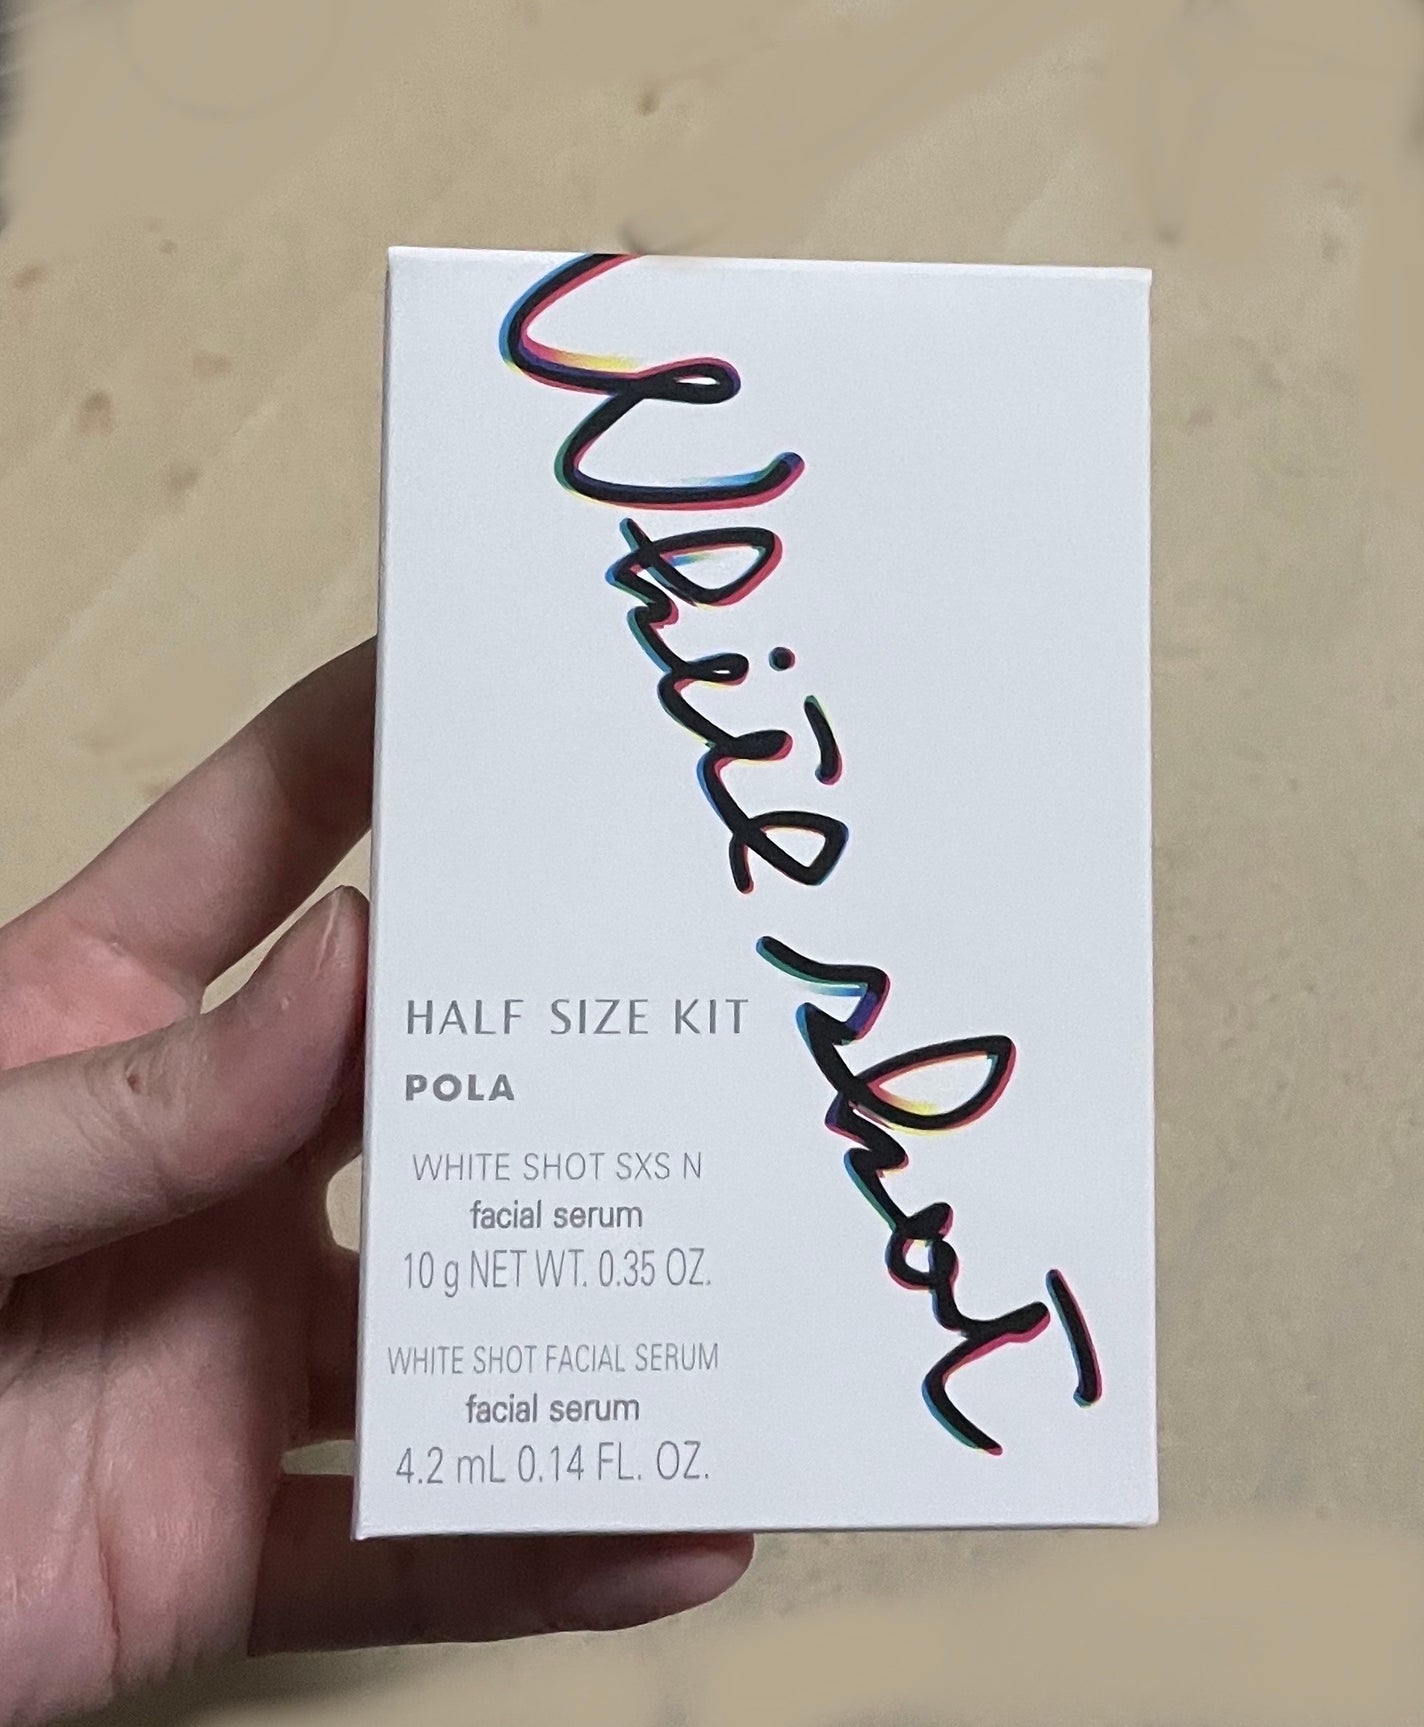 White Shot
HALF SIZE KIT
POLA
WHITE SHOT SXS N
facial serum
10 g NET WT. 0.35 OZ.
WHITE SHOT FACIAL SERUM
facial serum
4.2 mL 0.14 FL. OZ.